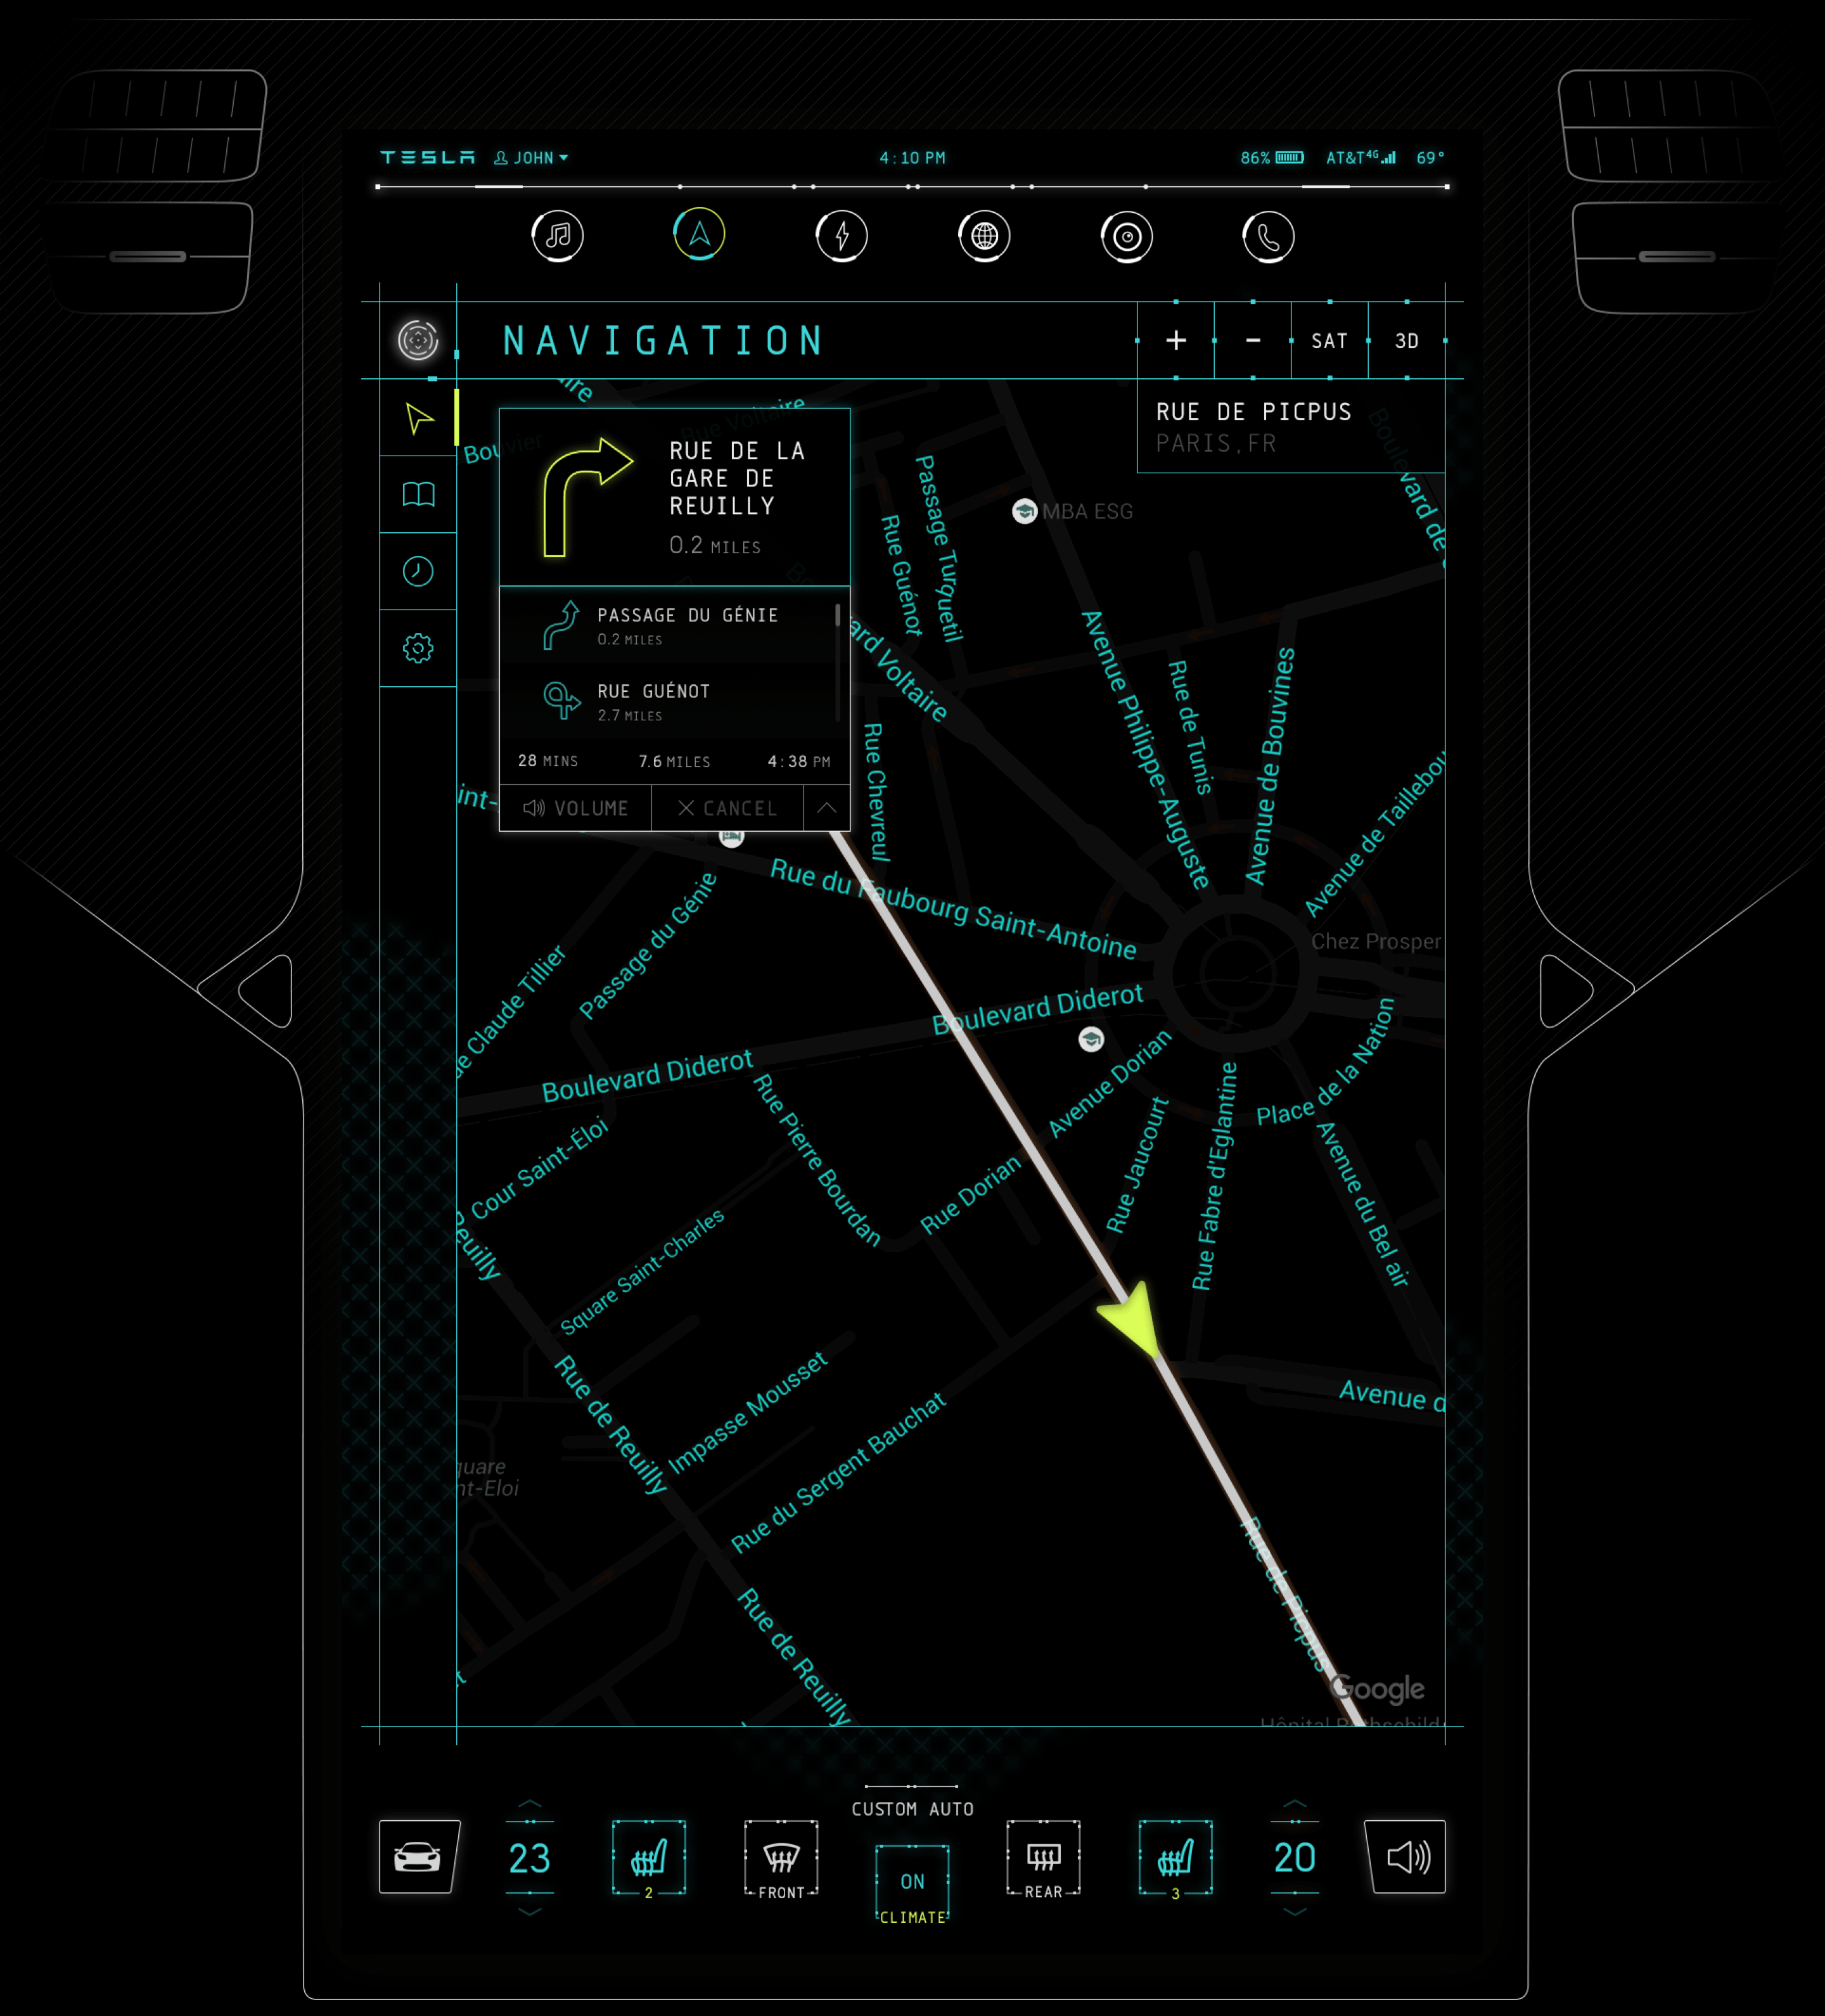 TESLA JOHN 4:10 PM 86% AT&T 4G 69°
NAVIGATION + - SAT 3D
RUE DE PICPUS
PARIS,FR
RUE DE LA
GARE DE
REUILLY
0.2 MILES
PASSAGE DU GÉNIE
0.2 MILES
RUE GUÉNOT
2.7 MILES
28 MINS 7.6 MILES 4:38 PM
VOLUME CANCEL
Bouvier
Rue Voltaire
Passage Turquetil
Rue Guénot
MBA ESG
ard Voltaire
Avenue Philippe-Auguste
Rue de Tunis
Avenue de Bouvines
Avenue de Taillebou
Rue Chevreul
Rue du Faubourg Saint-Antoine
Passage du Génie
Chez Prosper
Claude Tillier
Boulevard Diderot
Boulevard Diderot
Avenue Dorian
Place de la Nation
Rue Pierre Bourdan
Cour Saint-Éloi
Rue Dorian
Rue Jaucourt
Rue Fabre d'Eglantine
Avenue du Bel air
Reuilly
Square Saint-Charles
Rue de Reuilly
Impasse Mousset
Avenue d
Rue du Sergent Bauchat
quare
nt-Eloi
Rue de Picpus
Rue de Reuilly
Google
Hôpital Rothschild
CUSTOM AUTO
23 2 FRONT ON REAR 3 20
CLIMATE